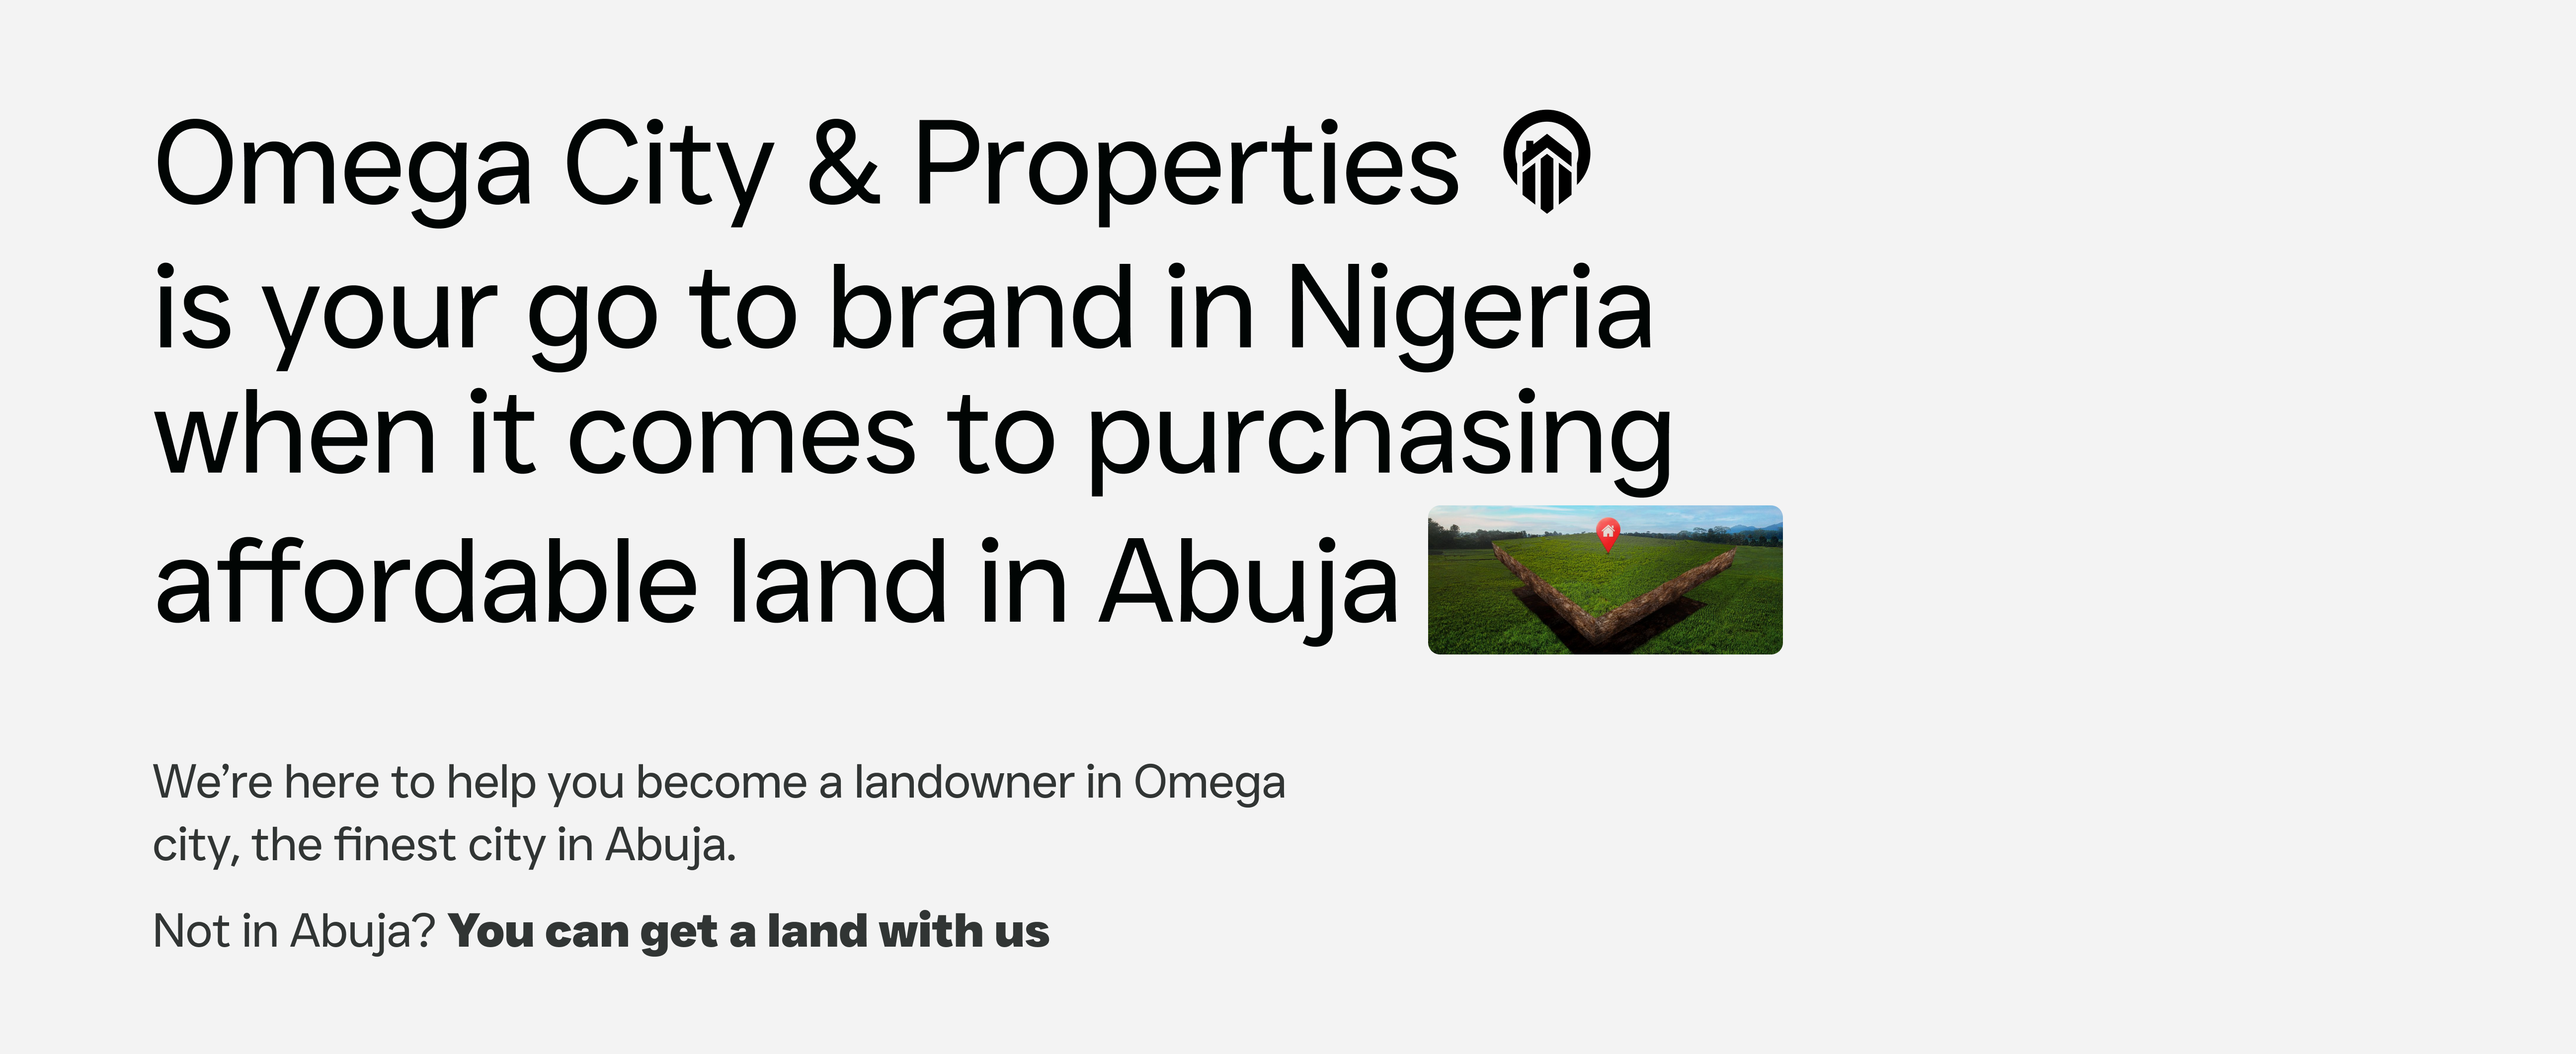 Omega City & Properties
is your go to brand in Nigeria
when it comes to purchasing
affordable land in Abuja
We’re here to help you become a landowner in Omega
city, the finest city in Abuja.
Not in Abuja? You can get a land with us